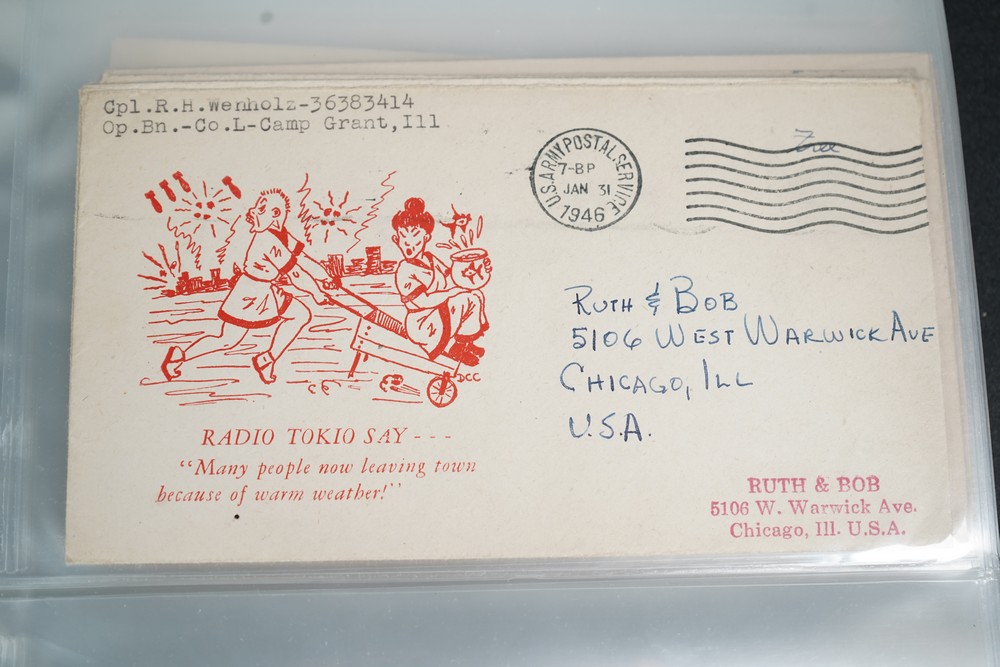 Cpl.R.H.Wenholz-36383414
Op.Bn.-Co.L-Camp Grant,Ill
U.S. ARMY POSTAL SERVICE
7-BP
JAN 31
1946
Free
RUTH & BOB
5106 WEST WARWICK AVE
CHICAGO, ILL
U.S.A.
DCC
RADIO TOKIO SAY - - -
“Many people now leaving town
because of warm weather!”
RUTH & BOB
5106 W. Warwick Ave.
Chicago, Ill. U.S.A.